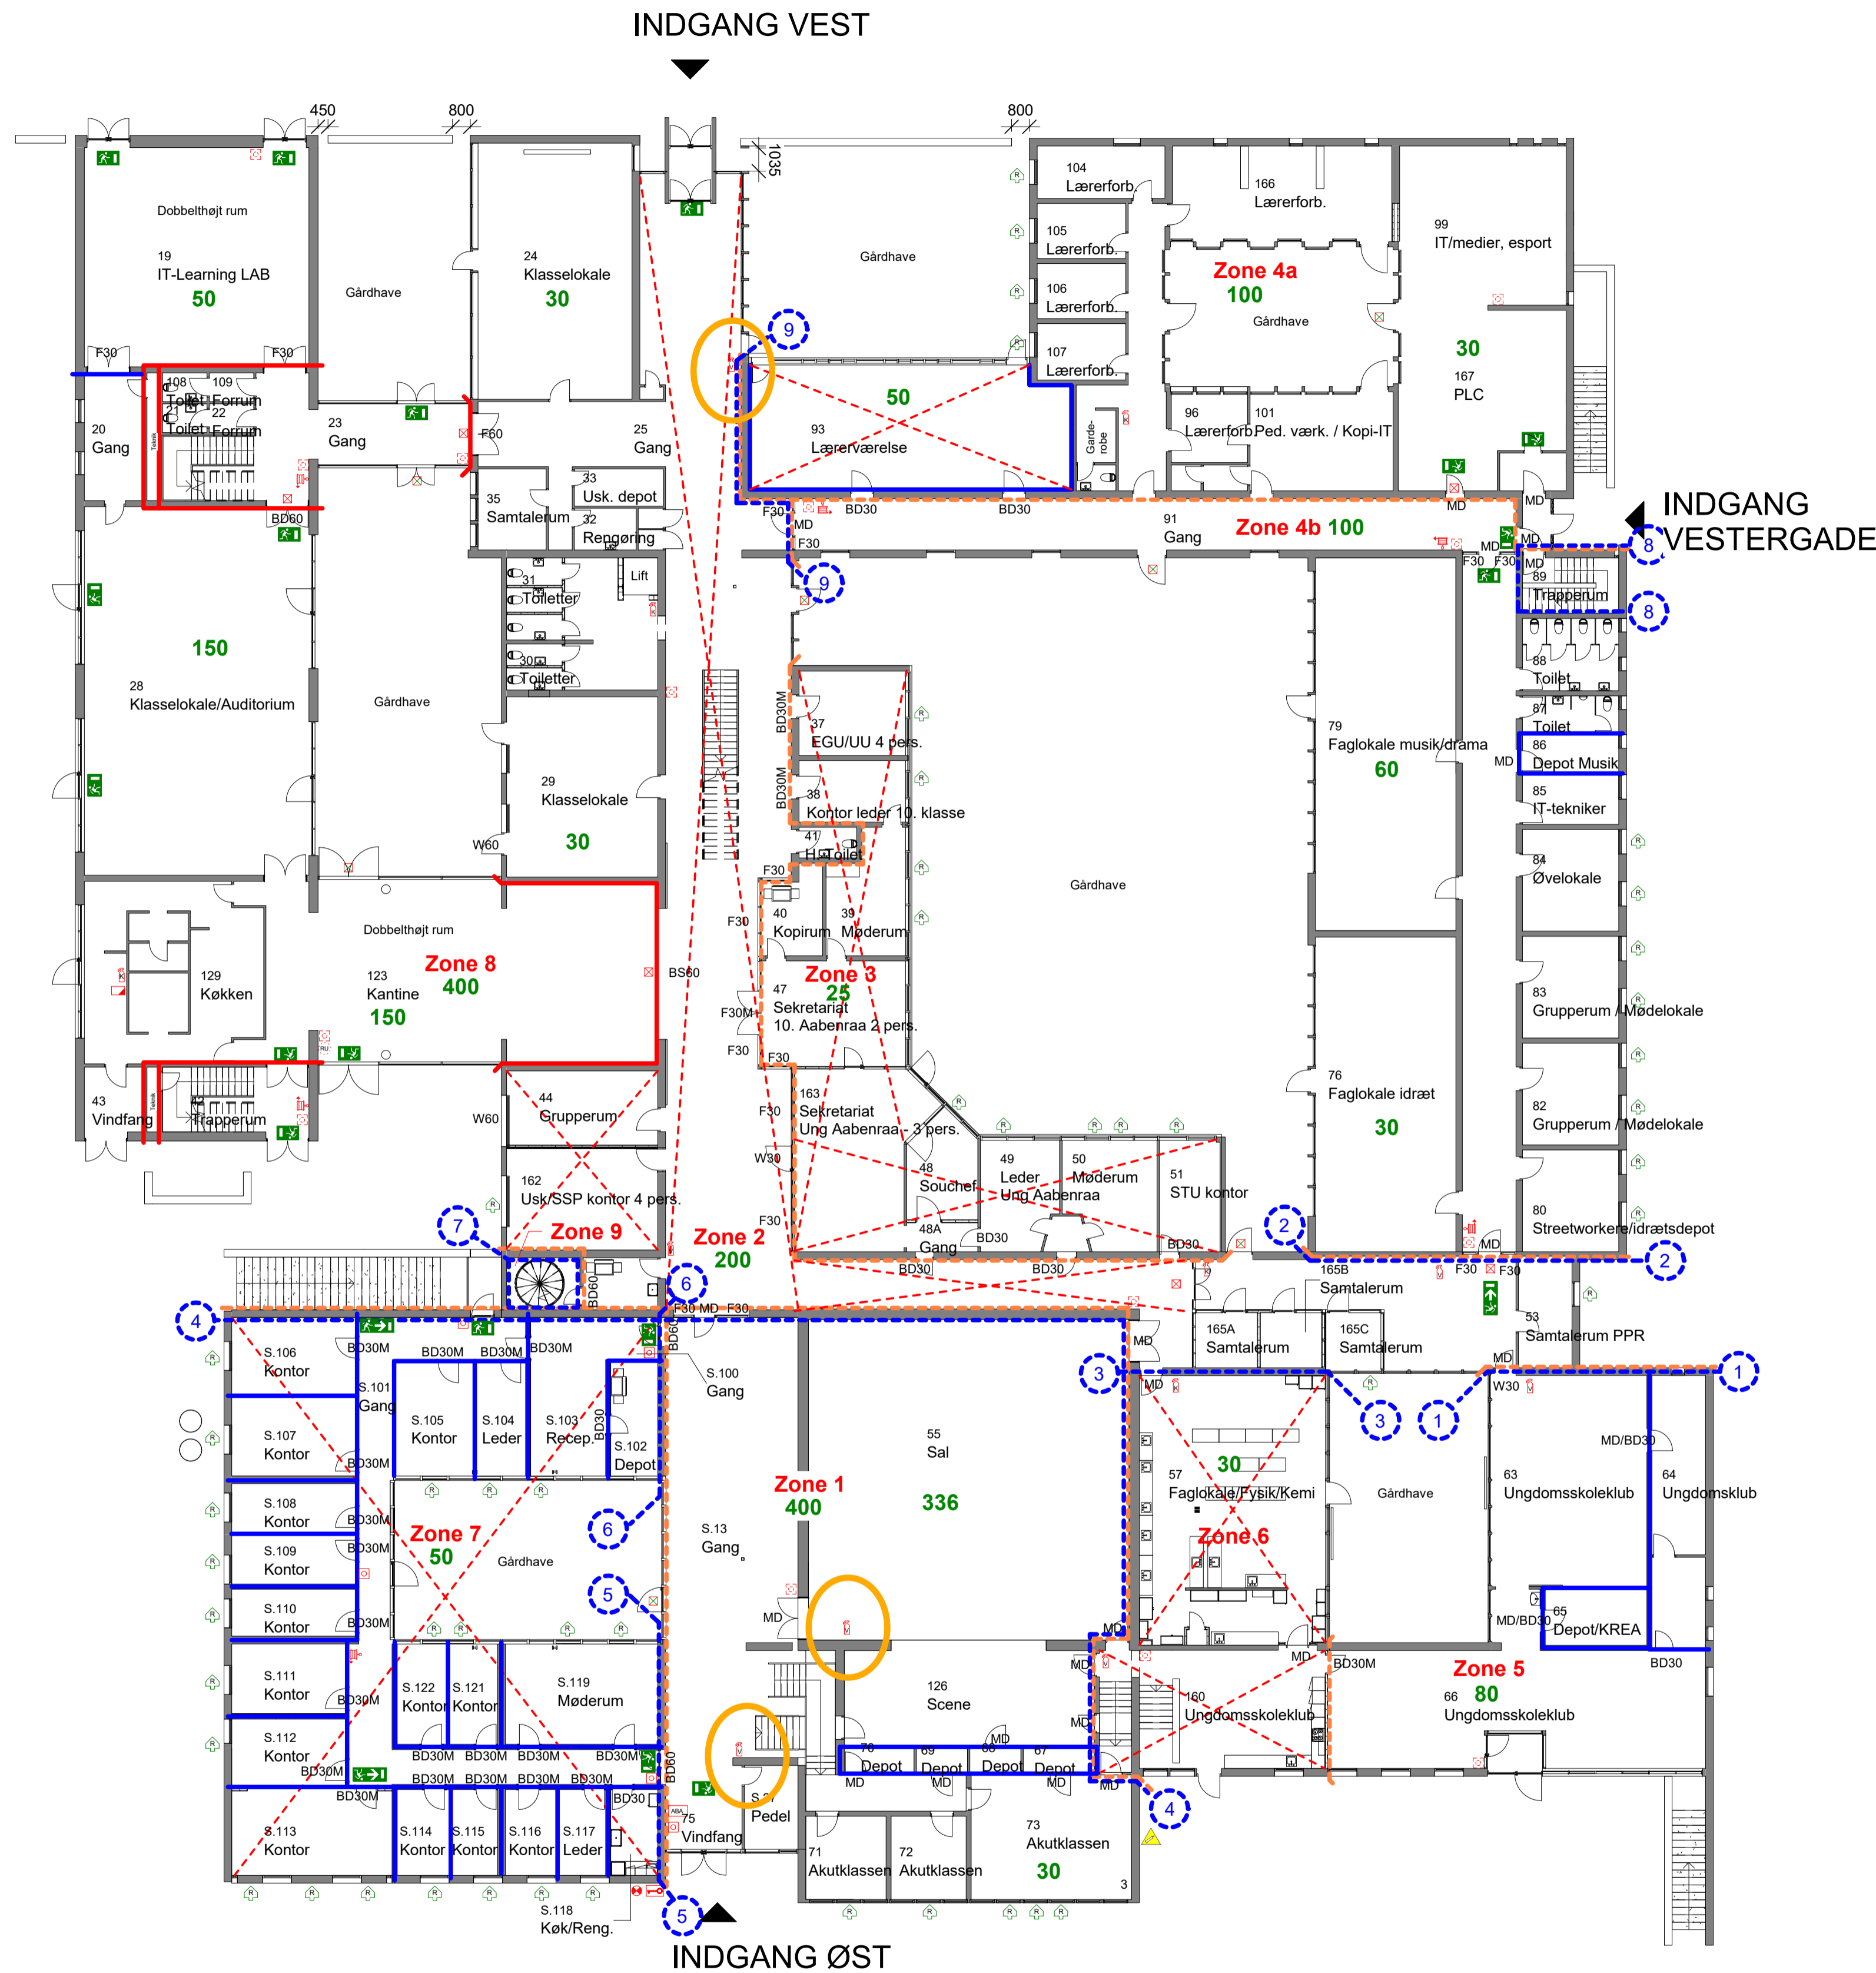 INDGANG VEST
450
800
800
1035
Dobbelthøjt rum
19
IT-Learning LAB
50
Gårdhave
24
Klasselokale
30
Gårdhave
104
Lærerforb.
105
Lærerforb.
106
Lærerforb.
107
Lærerforb.
166
Lærerforb.
Zone 4a
100
Gårdhave
99
IT/medier, esport
30
167
PLC
F30
F30
108
Toilet
109
Forrum
21
Toilet
22
Forrum
20
Gang
Teknik
23
Gang
F60
25
Gang
9
50
93
Lærerværelse
Garde-
robe
96
Lærerforb.
101
Ped. værk. / Kopi-IT
35
Samtalerum
33
Usk. depot
32
Rengøring
BD60
F30
MD
F30
BD30
BD30
91
Gang
Zone 4b 100
MD
MD
MD
MD
INDGANG
VESTERGADE
8
F30
F30
MD
89
Trapperum
8
9
31
Toiletter
Lift
30
Toiletter
150
28
Klasselokale/Auditorium
Gårdhave
29
Klasselokale
30
W60
BD30M
BD30M
37
EGU/UU 4 pers.
38
Kontor leder 10. klasse
41
H. Toilet
F30
F30
40
Kopirum
39
Møderum
Gårdhave
79
Faglokale musik/drama
60
88
Toilet
87
Toilet
86
Depot Musik
MD
85
IT-tekniker
84
Øvelokale
83
Grupperum / Mødelokale
82
Grupperum / Mødelokale
80
Streetworkere/idrætsdepot
76
Faglokale idræt
30
129
Køkken
Dobbelthøjt rum
123
Kantine
150
Zone 8
400
BS60
RU
Zone 3
25
47
Sekretariat
10. Aabenraa 2 pers.
F30M
F30
F30
43
Vindfang
Teknik
42
Trapperum
44
Grupperum
W60
162
Usk/SSP kontor 4 pers.
F30
W30
F30
163
Sekretariat
Ung Aabenraa - 3 pers.
48
Souchef
48A
Gang
49
Leder
Ung Aabenraa
50
Møderum
51
STU kontor
BD30
BD30
BD30
BD30
7
Zone 9
Zone 2
200
BD60
6
2
2
MD
F30
F30
165B
Samtalerum
165A
Samtalerum
165C
Samtalerum
53
Samtalerum PPR
MD
4
F30 MD F30
BD60
MD
3
MD
3
1
1
W30
S.106
Kontor
BD30M
S.101
Gang
BD30M
BD30M
S.105
Kontor
S.104
Leder
S.103
Recep.
BD30
S.102
Depot
S.100
Gang
S.107
Kontor
BD30M
S.108
Kontor
BD30M
S.109
Kontor
BD30M
S.110
Kontor
BD30M
Zone 7
50
Gårdhave
6
5
S.13
Gang
Zone 1
400
55
Sal
336
57
Faglokale/Fysik/Kemi
30
Zone 6
Gårdhave
63
Ungdomsskoleklub
MD/BD30
64
Ungdomsklub
MD/BD30
65
Depot/KREA
BD30
MD
MD
MD
BD30M
S.111
Kontor
BD30M
S.122
Kontor
S.121
Kontor
S.119
Møderum
S.112
Kontor
BD30M
BD30M
BD30M
BD30M
BD30M
BD30M
BD30M
BD30M
BD30M
BD30M
BD60
126
Scene
MD
MD
MD
160
Ungdomsskoleklub
Zone 5
80
66
Ungdomsskoleklub
70
Depot
69
Depot
68
Depot
67
Depot
MD
MD
MD
MD
4
S.113
Kontor
S.114
Kontor
S.115
Kontor
S.116
Kontor
S.117
Leder
BD30
ABA
75
Vindfang
S.27
Pedel
71
Akutklassen
72
Akutklassen
73
Akutklassen
30
3
S.118
Køk/Reng.
5
INDGANG ØST